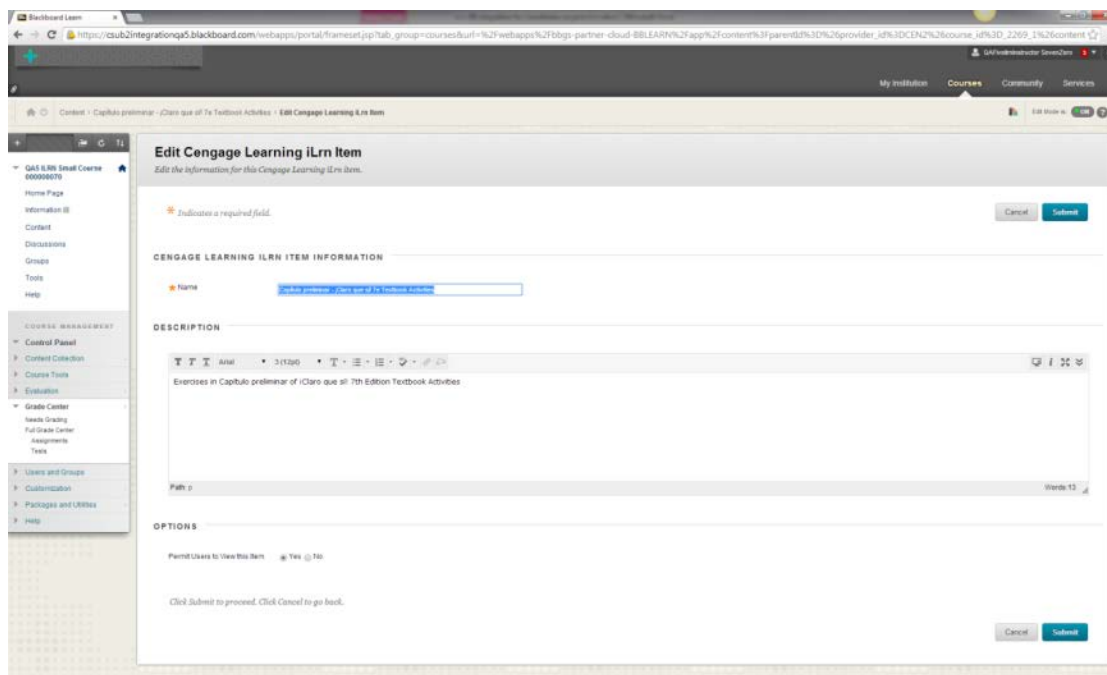 Blackboard Learn
https://csub2integrationqa5.blackboard.com/webapps/portal/frameset.jsp?tab_group=courses&url=%2Fwebapps%2Fbbgs-partner-cloud-BBLEARN%2Fapp%2Fcontent%3FparentId%3D%26provider_id%3DCEN2%26course_id%3D_2269_1%26content
My Institution Courses Community Services
Content Capítulo preliminar - ¡Claro que sí! 7e Textbook Activities Edit Cengage Learning iLrn Item
Edit Mode is: ON
QA5 ILRN Small Course 000000070
Home Page
Information
Content
Discussions
Groups
Tools
Help
COURSE MANAGEMENT
Control Panel
Content Collection
Course Tools
Evaluation
Grade Center
Needs Grading
Full Grade Center
Assignments
Tests
Users and Groups
Customization
Packages and Utilities
Help
Edit Cengage Learning iLrn Item
Edit the information for this Cengage Learning iLrn item.
Indicates a required field.
Cancel Submit
CENGAGE LEARNING ILRN ITEM INFORMATION
Name Capítulo preliminar - ¡Claro que sí! 7e Textbook Activities
DESCRIPTION
T T T Arial 3 (12pt) T
Exercises in Capítulo preliminar of ¡Claro que sí! 7th Edition Textbook Activities
Path: p Words:13
OPTIONS
Permit Users to View this Item Yes No
Click Submit to proceed. Click Cancel to go back.
Cancel Submit